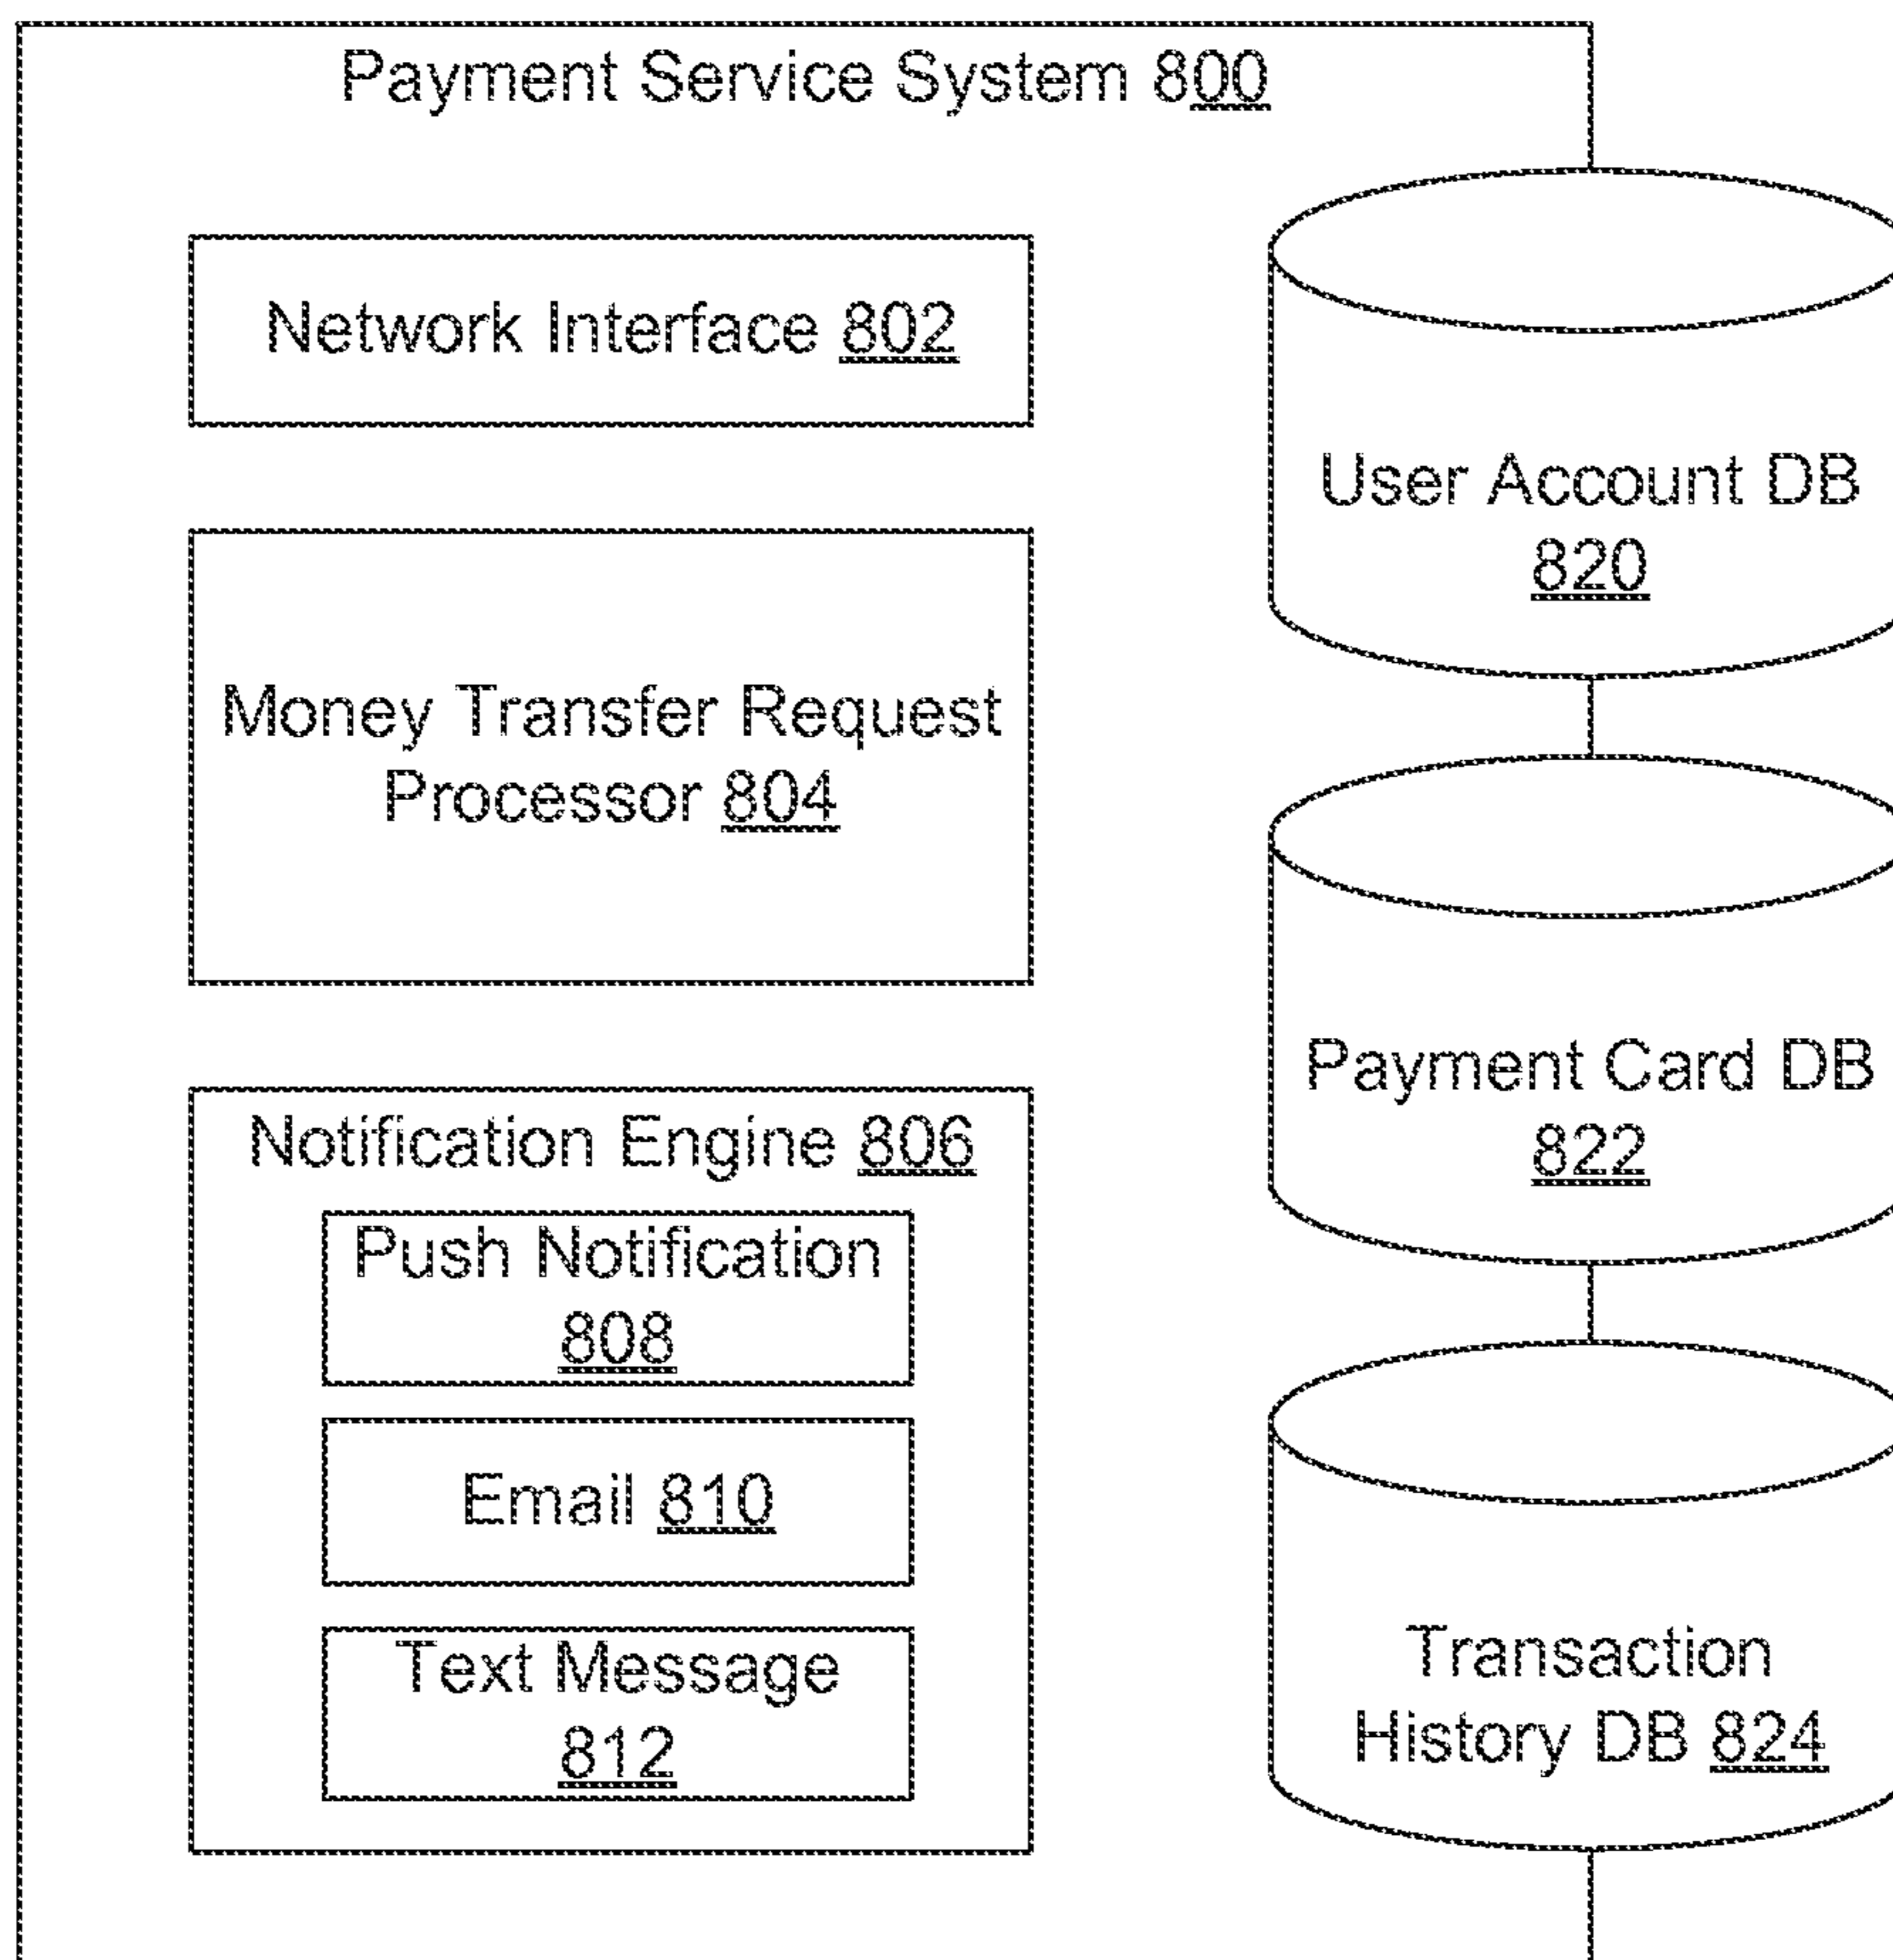 Payment Service System 800
Network Interface 802
Money Transfer Request
Processor 804
Notification Engine 806
Push Notification
808
Email 810
Text Message
812
User Account DB
820
Payment Card DB
822
Transaction
History DB 824